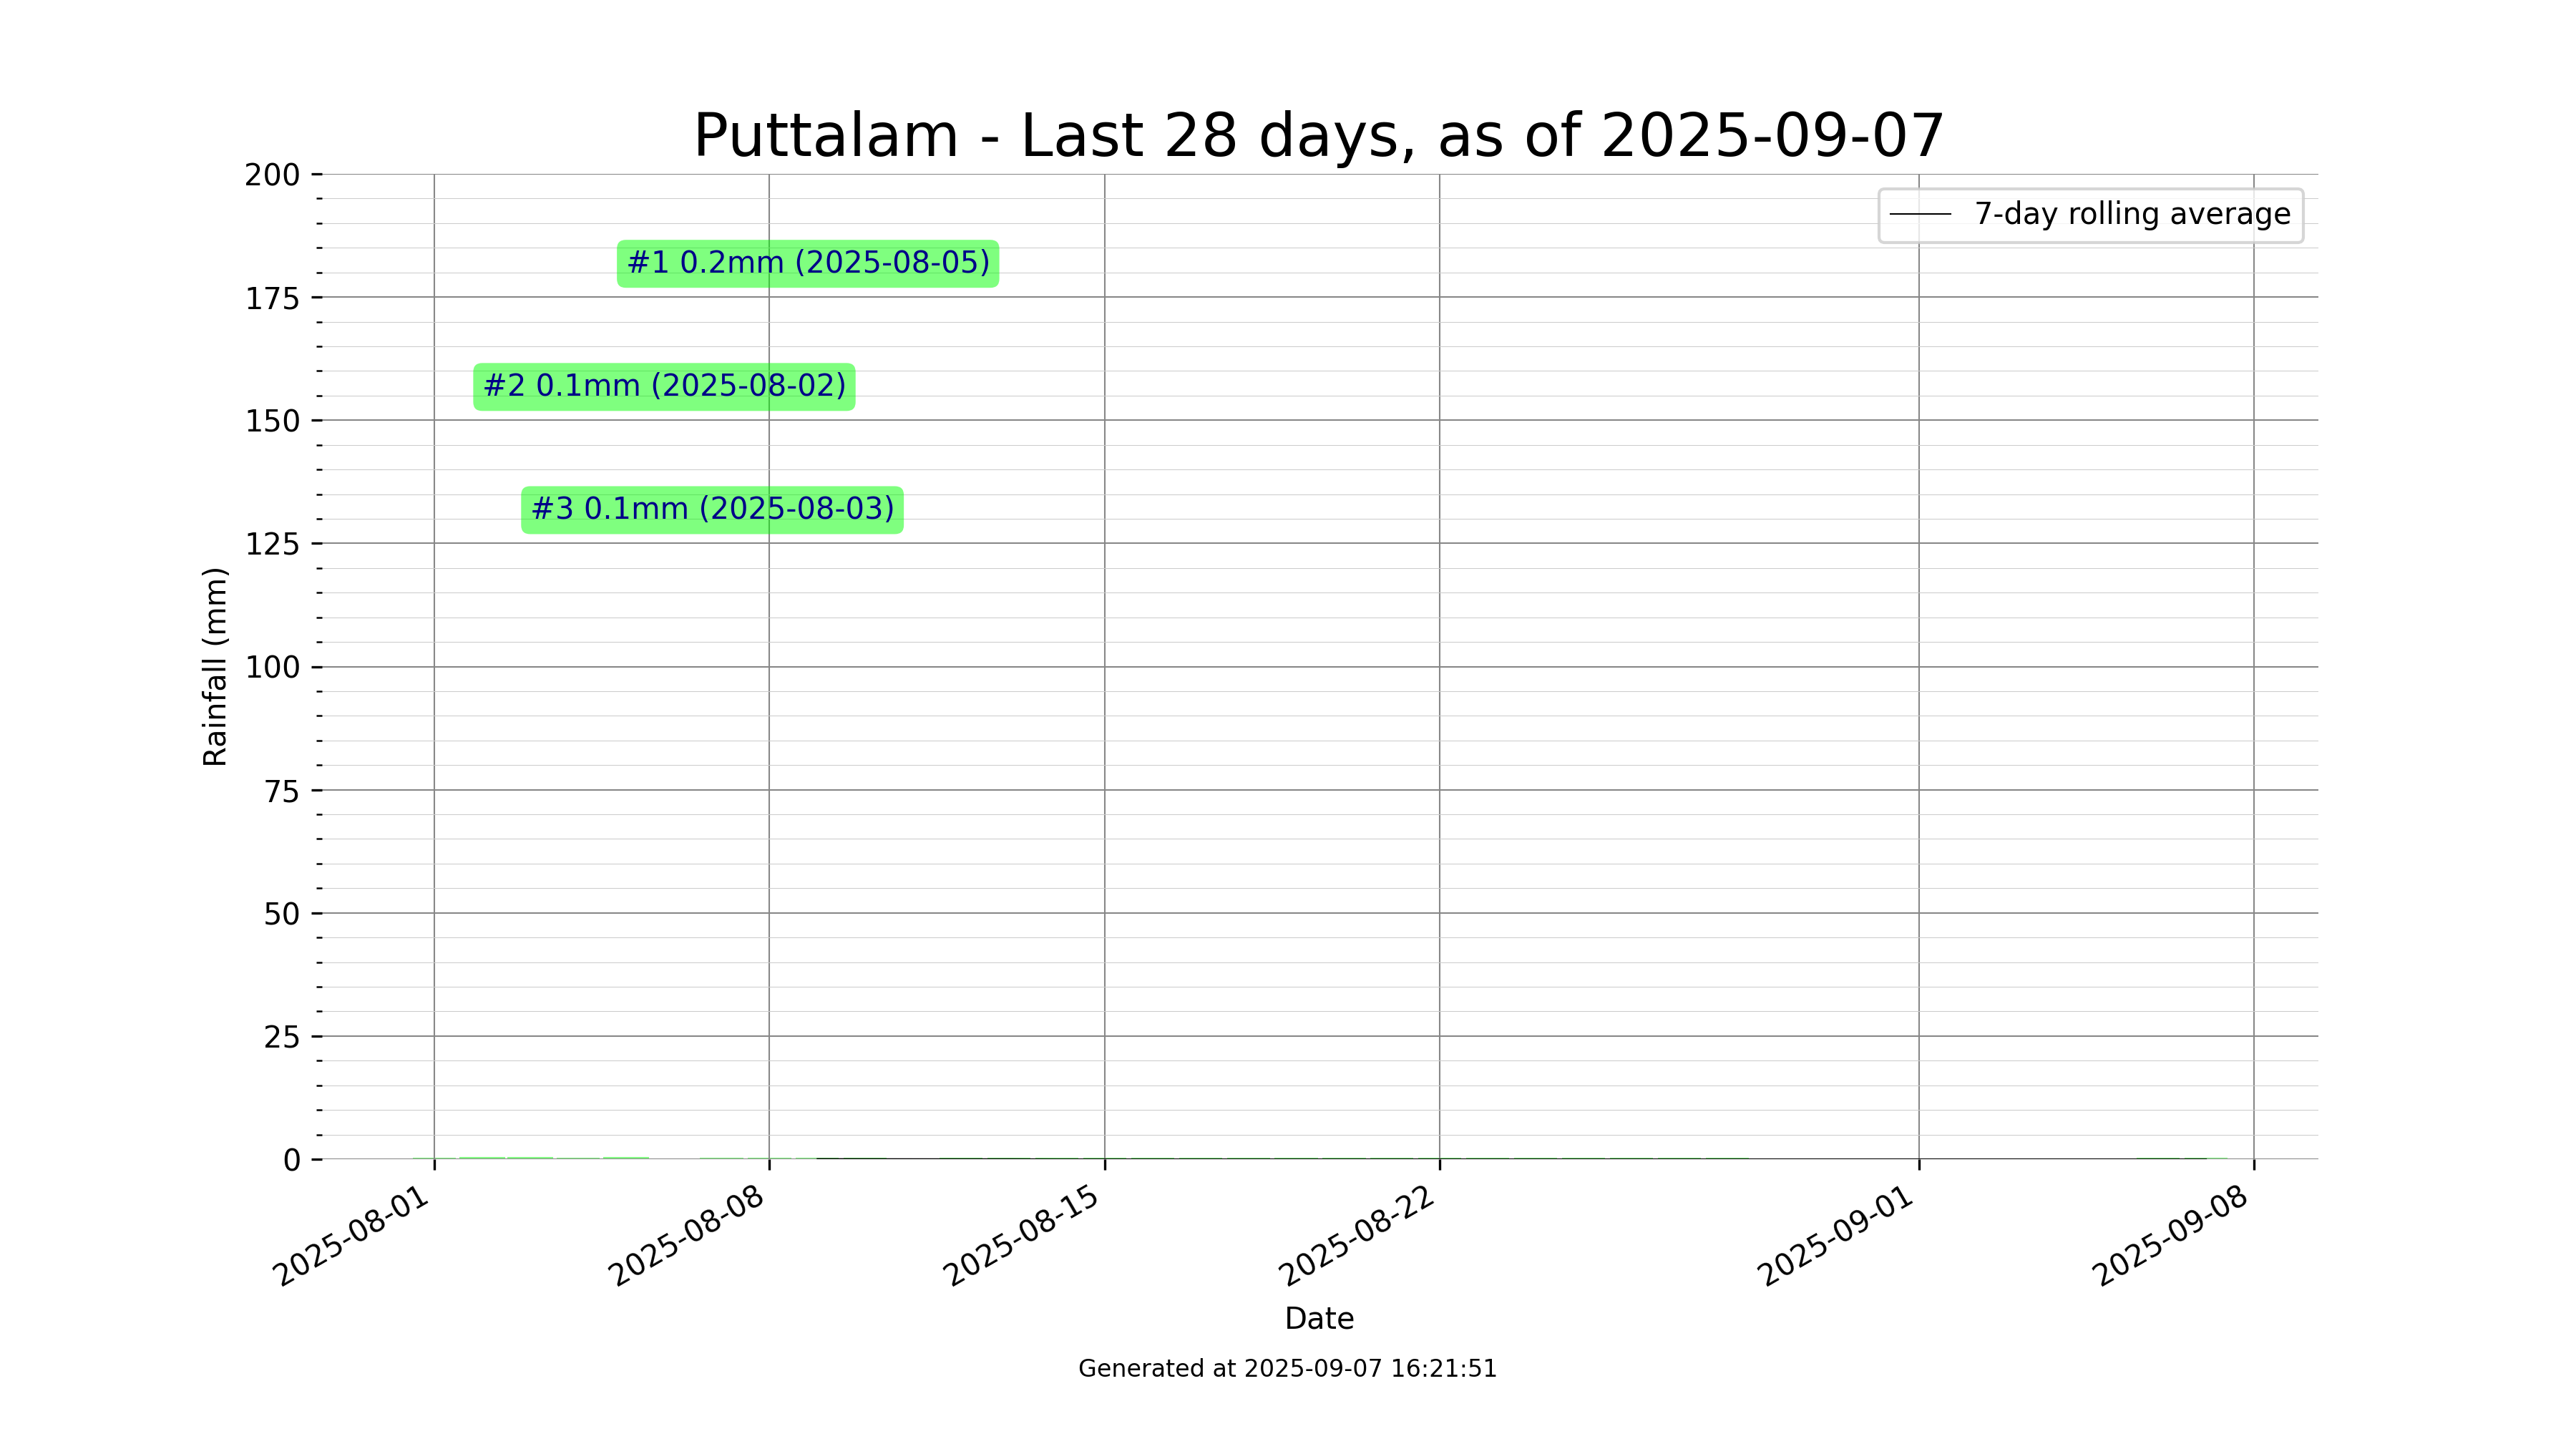 Puttalam - Last 28 days, as of 2025-09-07
7-day rolling average
#1 0.2mm (2025-08-05)
#2 0.1mm (2025-08-02)
#3 0.1mm (2025-08-03)
Rainfall (mm)
200
175
150
125
100
75
50
25
0
2025-08-01
2025-08-08
2025-08-15
2025-08-22
2025-09-01
2025-09-08
Date
Generated at 2025-09-07 16:21:51